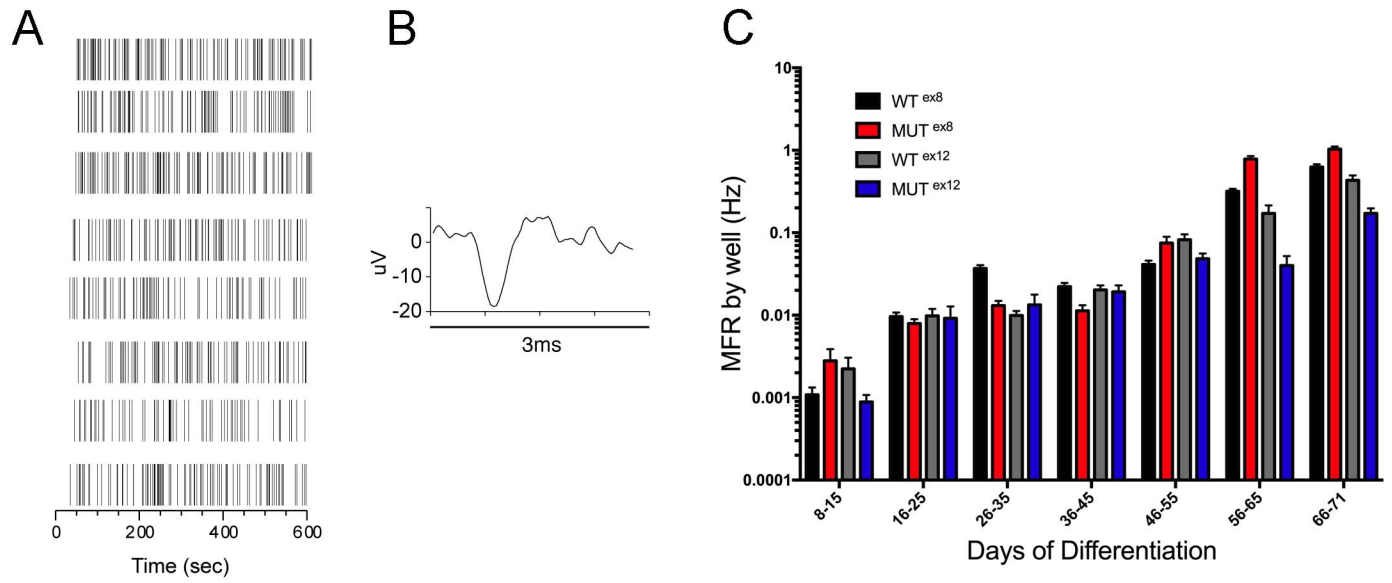 A
B
C
0
200
400
600
Time (sec)
uV
0
-10
-20
3ms
MFR by well (Hz)
10
1
0.1
0.01
0.001
0.0001
WT ex8
MUT ex8
WT ex12
MUT ex12
8-15
16-25
26-35
36-45
46-55
56-65
66-71
Days of Differentiation